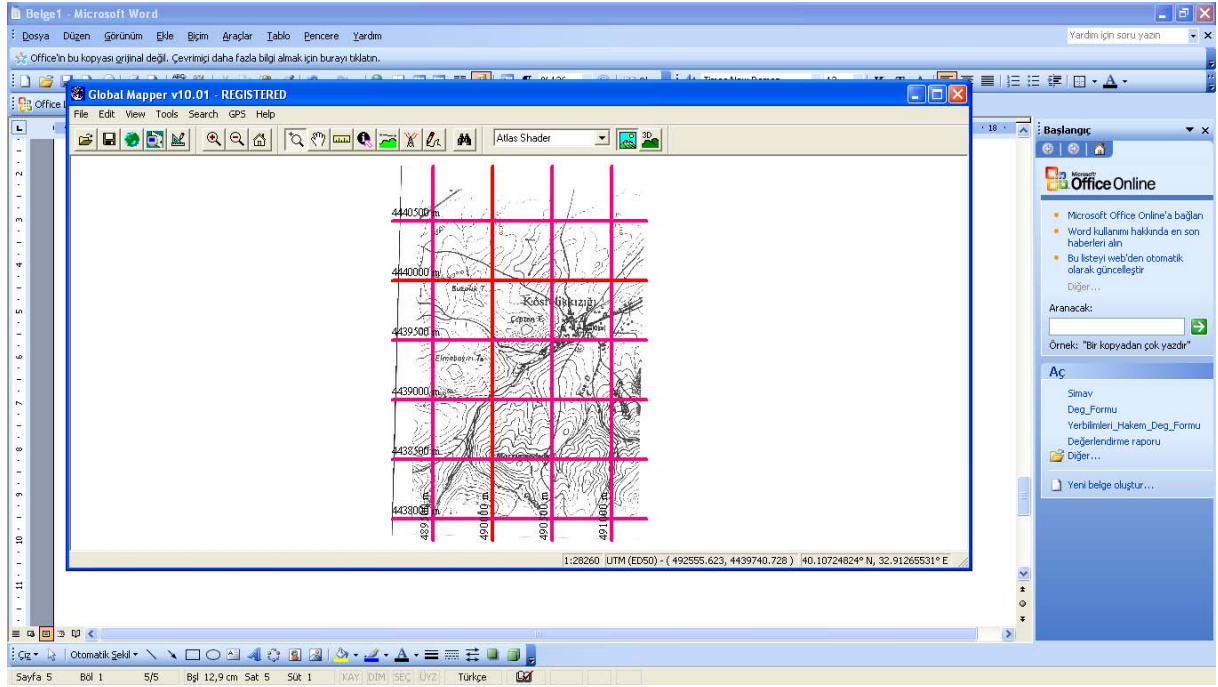 Belge1 - Microsoft Word
Dosya Düzen Görünüm Ekle Biçim Araçlar Tablo Pencere Yardım
Yardım için soru yazın
Office'in bu kopyası orijinal değil. Çevrimiçi daha fazla bilgi almak için burayı tıklatın.
Global Mapper v10.01 - REGISTERED
File Edit View Tools Search GPS Help
Atlas Shader
3D
4440500 m
4440000 m
4439500 m
4439000 m
4438500 m
4438000 m
489500 m
490000 m
490500 m
491000 m
1:28260 UTM (ED50) - ( 492555.623, 4439740.728 ) 40.10724824° N, 32.91265531° E
18
Başlangıç
Microsoft
Office Online
Microsoft Office Online'a bağlan
Word kullanımı hakkında en son
haberleri alın
Bu listeyi web'den otomatik
olarak güncelleştir
Diğer...
Aranacak:
Örnek: "Bir kopyadan çok yazdır"
Aç
Simav
Deg_Formu
Yerbilimleri_Hakem_Deg_Formu
Değerlendirme raporu
Diğer...
Yeni belge oluştur...
Çiz Otomatik Şekil
Sayfa 5 Böl 1 5/5 Bşl 12,9 cm Sat 5 Süt 1 KAY DİM SEÇ ÜYZ Türkçe